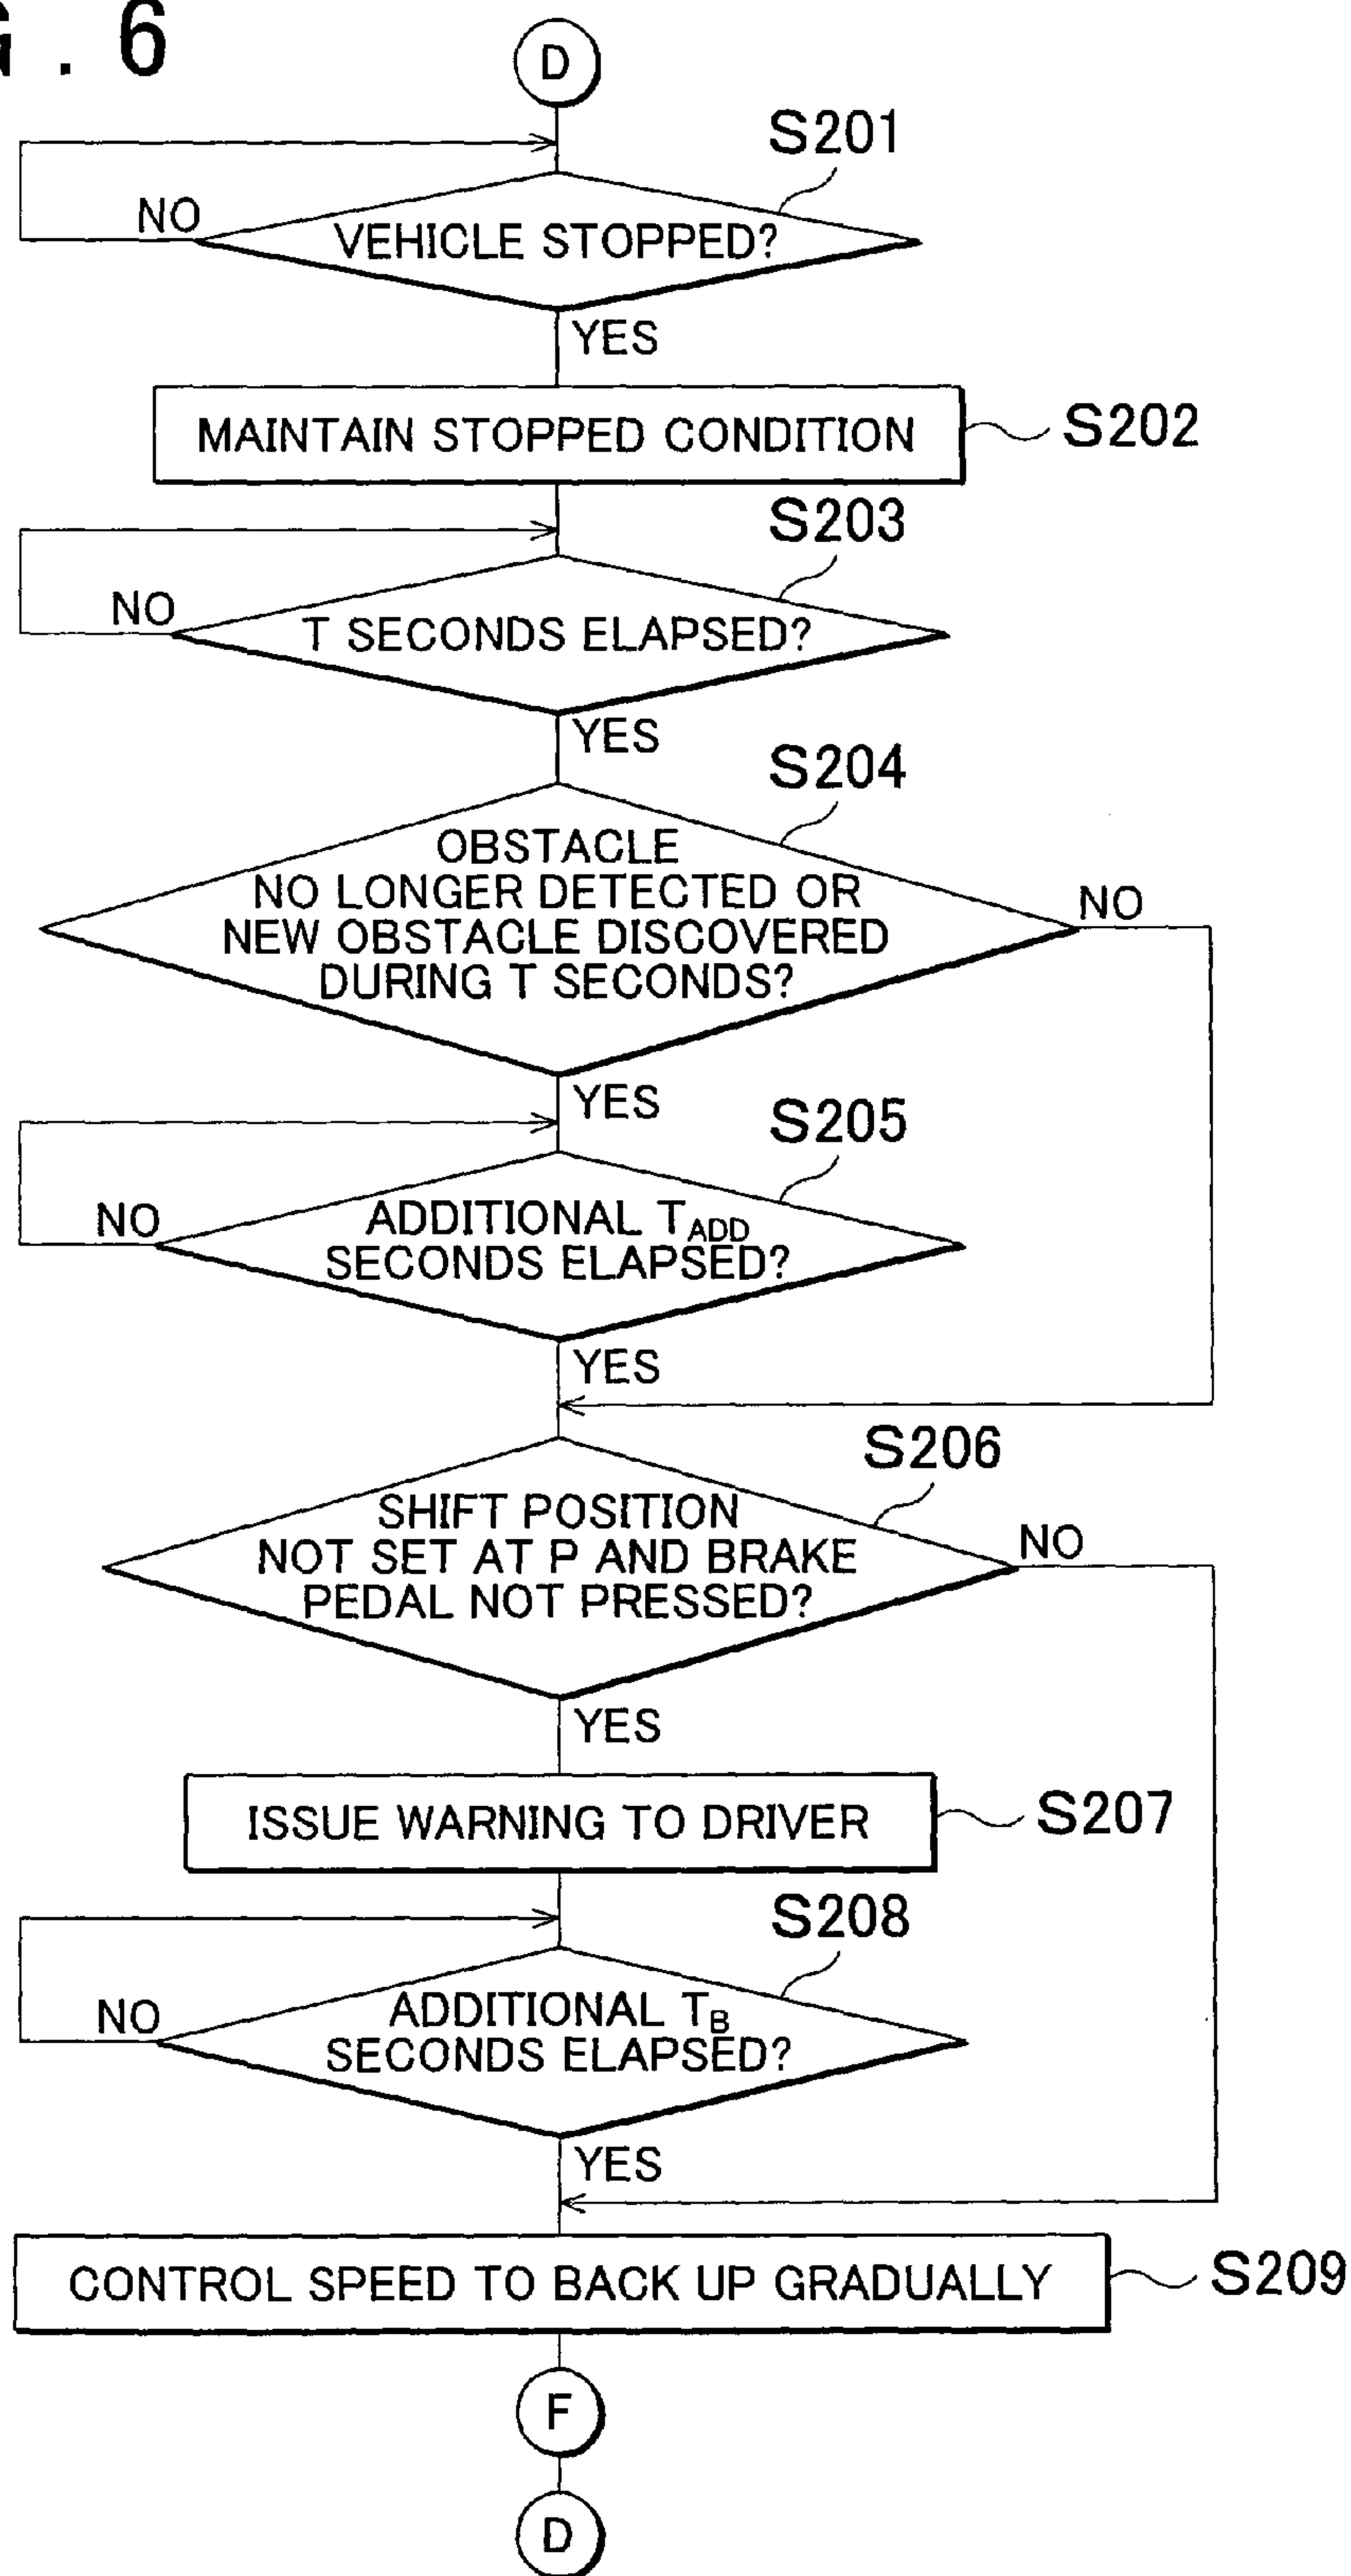 G . 6
D
S201
NO
VEHICLE STOPPED?
YES
MAINTAIN STOPPED CONDITION
S202
S203
NO
T SECONDS ELAPSED?
YES
S204
OBSTACLE
NO LONGER DETECTED OR
NEW OBSTACLE DISCOVERED
DURING T SECONDS?
NO
YES
S205
NO
ADDITIONAL TADD
SECONDS ELAPSED?
YES
S206
SHIFT POSITION
NOT SET AT P AND BRAKE
PEDAL NOT PRESSED?
NO
YES
ISSUE WARNING TO DRIVER
S207
S208
NO
ADDITIONAL TB
SECONDS ELAPSED?
YES
CONTROL SPEED TO BACK UP GRADUALLY
S209
F
D